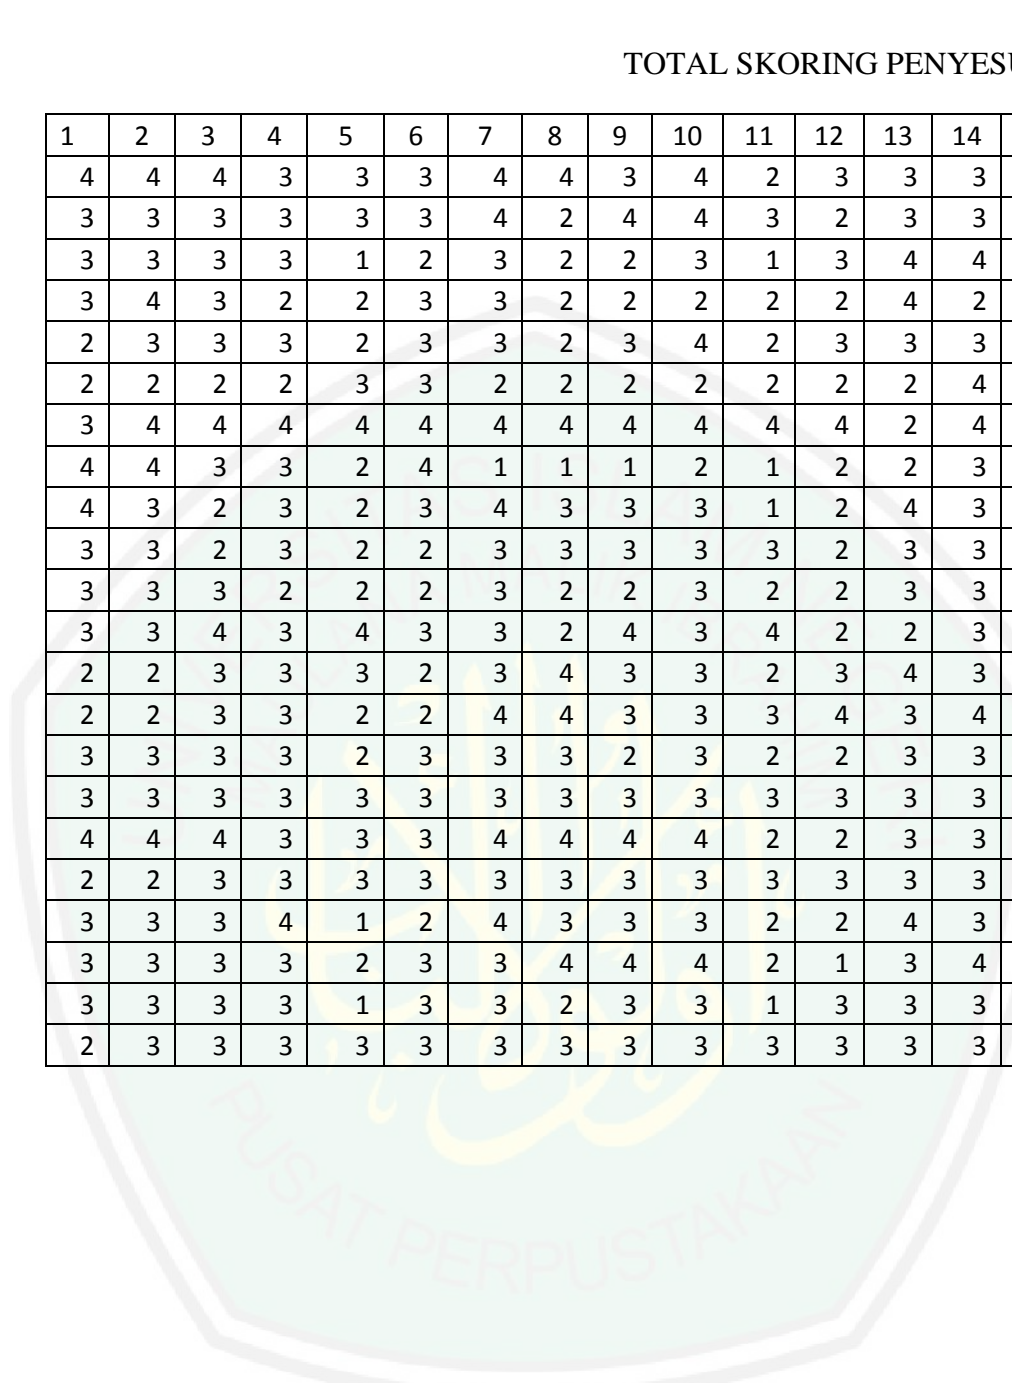 TOTAL SKORING PENYESU
1 2 3 4 5 6 7 8 9 10 11 12 13 14
4 4 4 3 3 3 4 4 3 4 2 3 3 3
3 3 3 3 3 3 4 2 4 4 3 2 3 3
3 3 3 3 1 2 3 2 2 3 1 3 4 4
3 4 3 2 2 3 3 2 2 2 2 2 4 2
2 3 3 3 2 3 3 2 3 4 2 3 3 3
2 2 2 2 3 3 2 2 2 2 2 2 2 4
3 4 4 4 4 4 4 4 4 4 4 4 2 4
4 4 3 3 2 4 1 1 1 2 1 2 2 3
4 3 2 3 2 3 4 3 3 3 1 2 4 3
3 3 2 3 2 2 3 3 3 3 3 2 3 3
3 3 3 2 2 2 3 2 2 3 2 2 3 3
3 3 4 3 4 3 3 2 4 3 4 2 2 3
2 2 3 3 3 2 3 4 3 3 2 3 4 3
2 2 3 3 2 2 4 4 3 3 3 4 3 4
3 3 3 3 2 3 3 3 2 3 2 2 3 3
3 3 3 3 3 3 3 3 3 3 3 3 3 3
4 4 4 3 3 3 4 4 4 4 2 2 3 3
2 2 3 3 3 3 3 3 3 3 3 3 3 3
3 3 3 4 1 2 4 3 3 3 2 2 4 3
3 3 3 3 2 3 3 4 4 4 2 1 3 4
3 3 3 3 1 3 3 2 3 3 1 3 3 3
2 3 3 3 3 3 3 3 3 3 3 3 3 3
PUSAT PERPUSTAKAAN